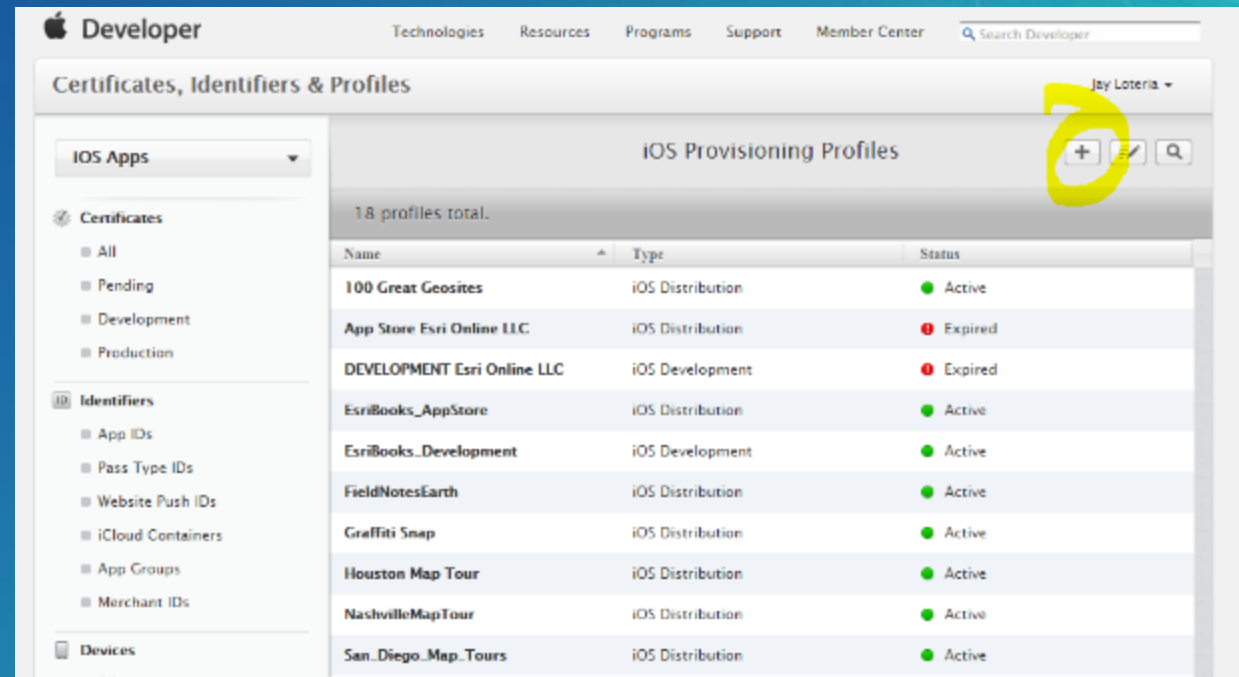 Developer Technologies Resources Programs Support Member Center Search Developer
Certificates, Identifiers & Profiles Jay Loteria
iOS Apps iOS Provisioning Profiles
18 profiles total.
Certificates
All
Pending
Development
Production
ID Identifiers
App IDs
Pass Type IDs
Website Push IDs
iCloud Containers
App Groups
Merchant IDs
Devices
Name Type Status
100 Great Geosites iOS Distribution Active
App Store Esri Online LLC iOS Distribution Expired
DEVELOPMENT Esri Online LLC iOS Development Expired
EsriBooks_AppStore iOS Distribution Active
EsriBooks_Development iOS Development Active
FieldNotesEarth iOS Distribution Active
Graffiti Snap iOS Distribution Active
Houston Map Tour iOS Distribution Active
NashvilleMapTour iOS Distribution Active
San_Diego_Map_Tours iOS Distribution Active